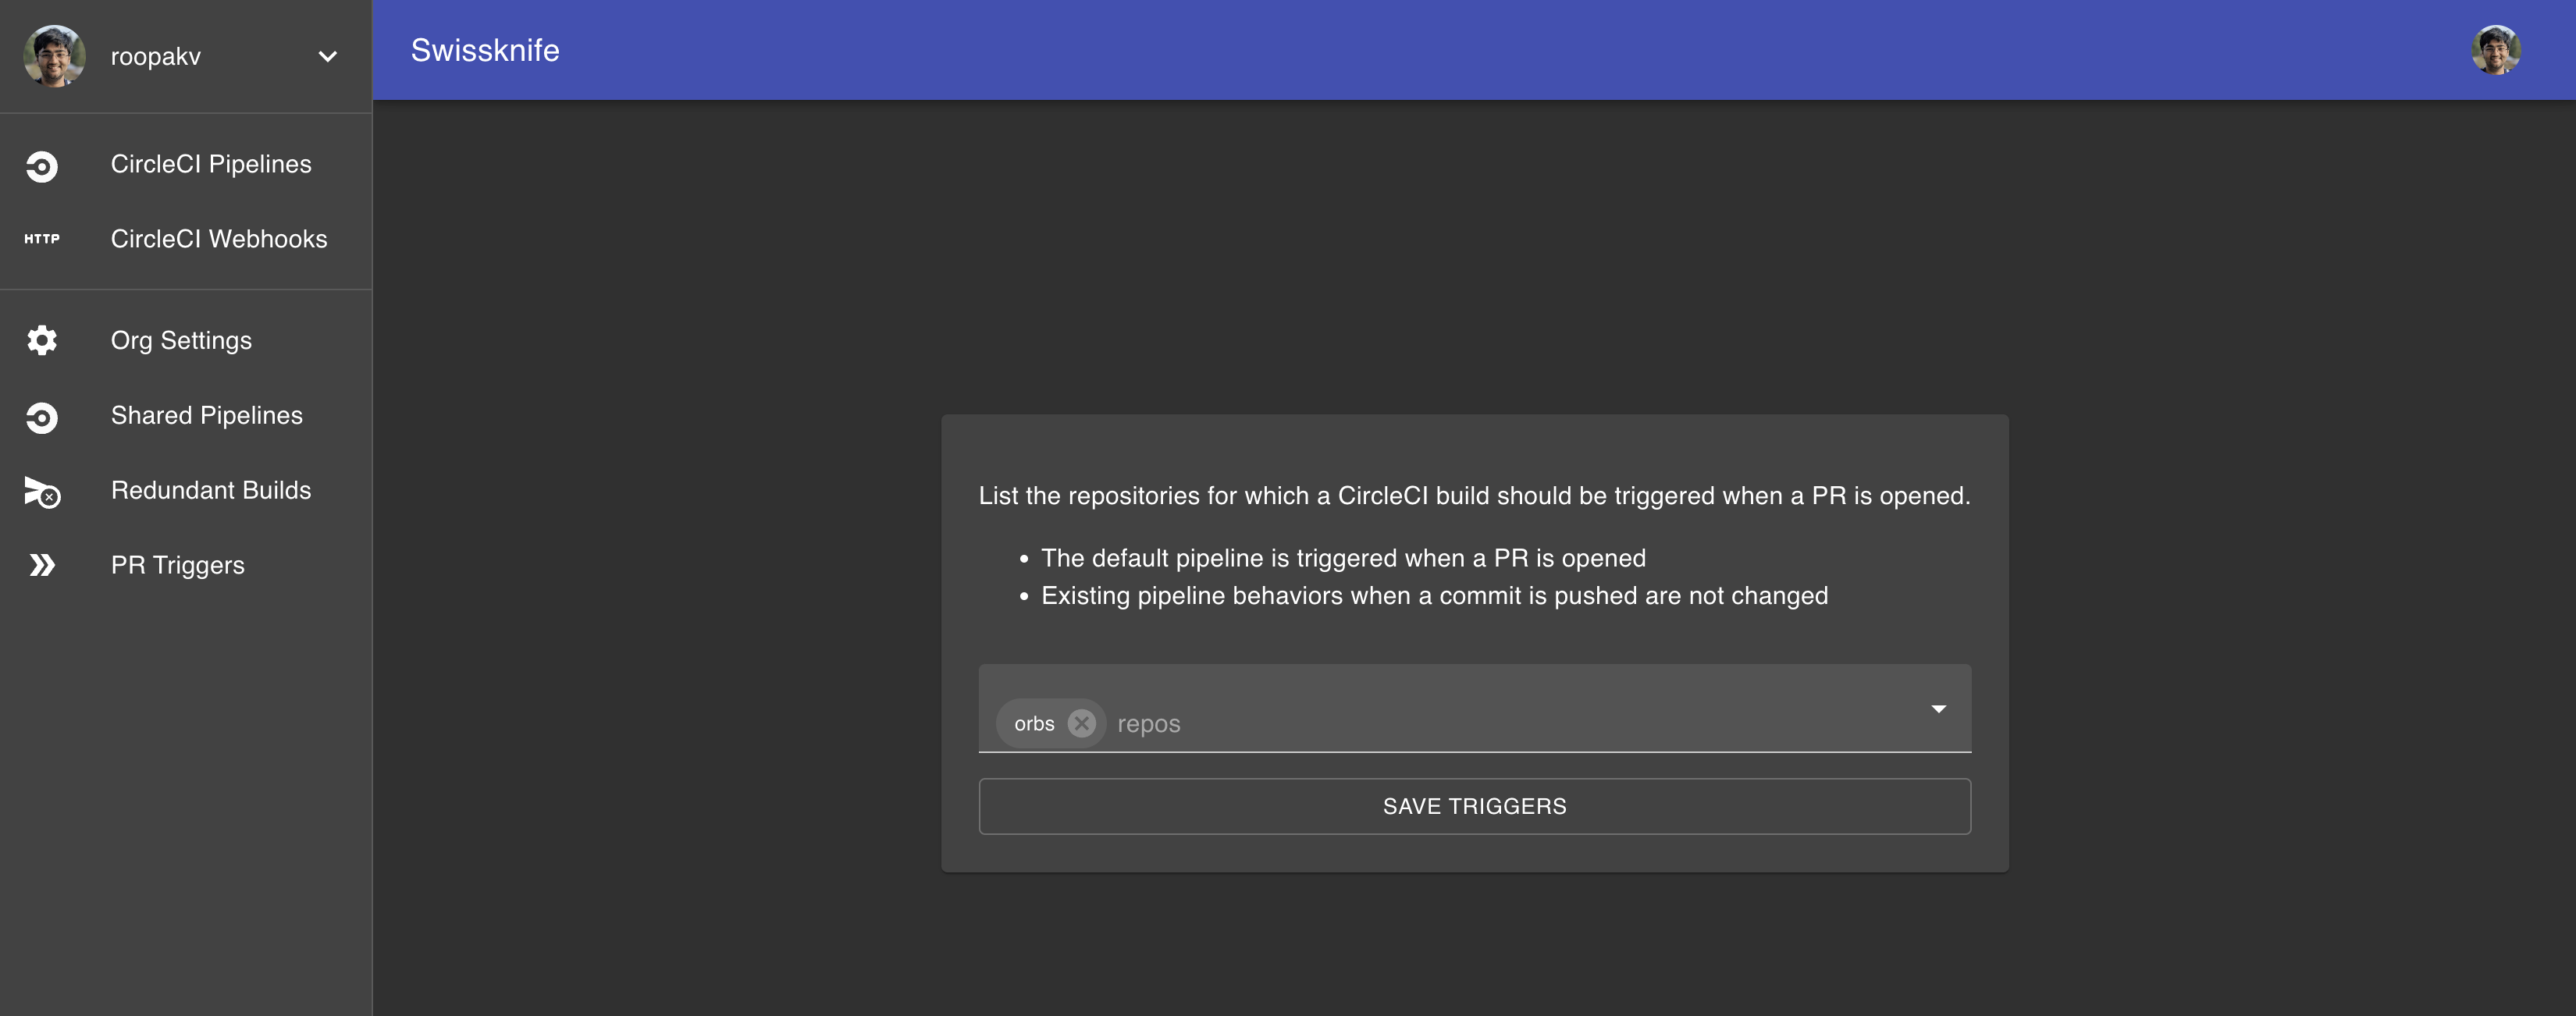 roopakv
Swissknife
CircleCI Pipelines
HTTP
CircleCI Webhooks
Org Settings
Shared Pipelines
Redundant Builds
PR Triggers
List the repositories for which a CircleCI build should be triggered when a PR is opened.
The default pipeline is triggered when a PR is opened
Existing pipeline behaviors when a commit is pushed are not changed
orbs repos
SAVE TRIGGERS